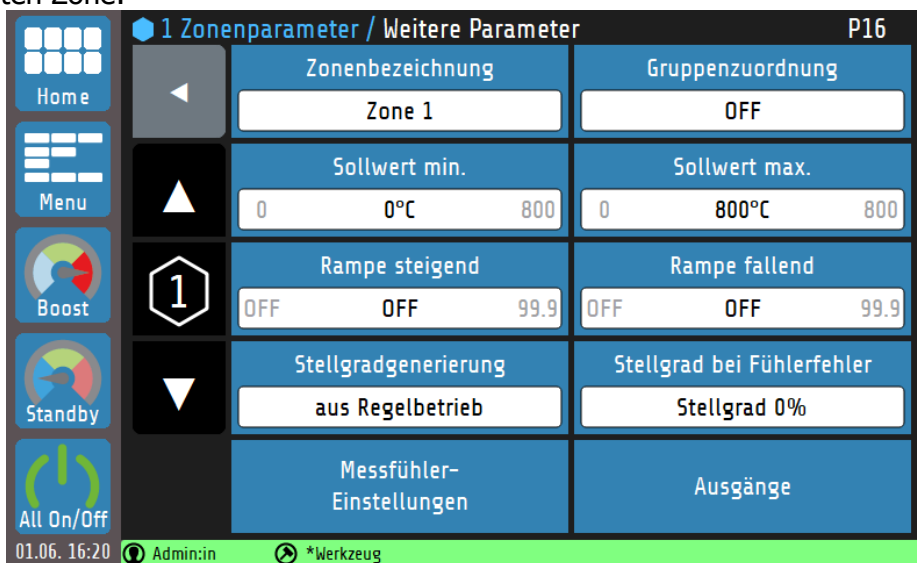 ten Zone.
1 Zonenparameter / Weitere Parameter P16
Home
Menu
Boost
Standby
All On/Off
01.06. 16:20
Zonenbezeichnung
Zone 1
Gruppenzuordnung
OFF
Sollwert min.
0 0°C 800
Sollwert max.
0 800°C 800
1
Rampe steigend
OFF OFF 99.9
Rampe fallend
OFF OFF 99.9
Stellgradgenerierung
aus Regelbetrieb
Stellgrad bei Fühlerfehler
Stellgrad 0%
Messfühler-
Einstellungen
Ausgänge
Admin:in *Werkzeug